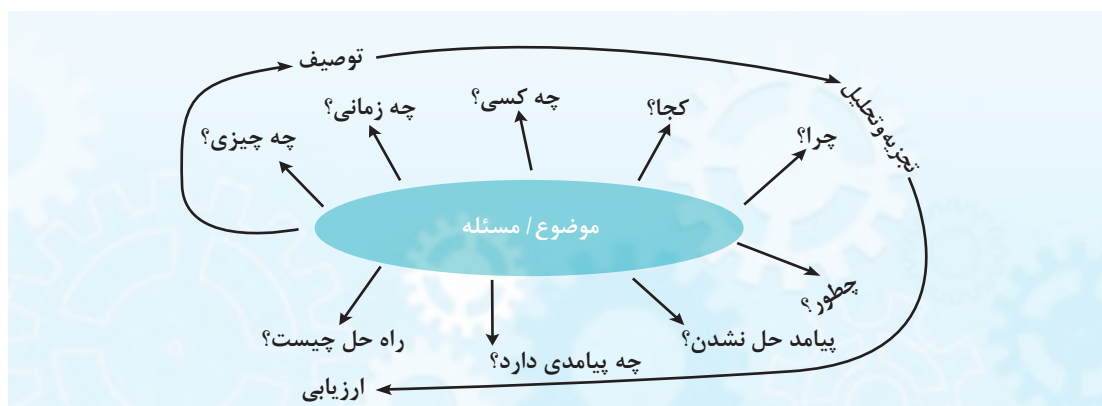 توصیف
چه چیزی؟
چه زمانی؟
چه کسی؟
کجا؟
چرا؟
تجزیه و تحلیل
موضوع / مسئله
چطور؟
پیامد حل نشدن؟
چه پیامدی دارد؟
راه حل چیست؟
ارزیابی